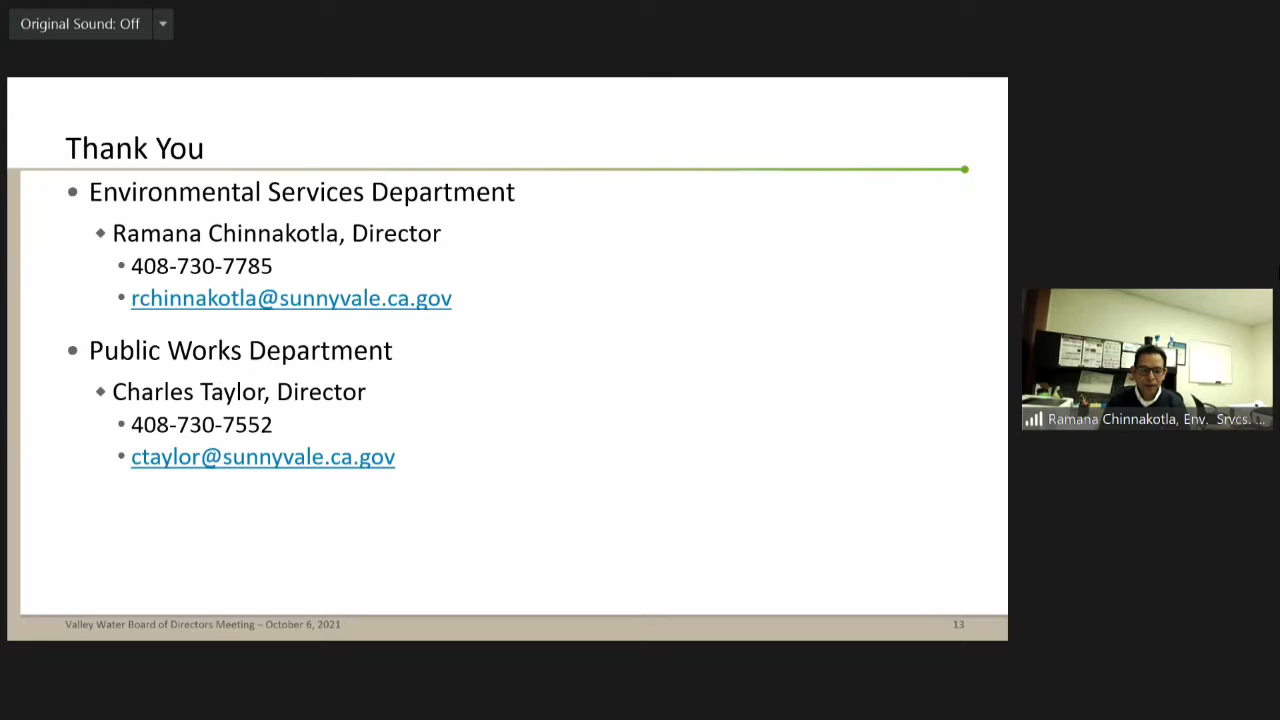 Original Sound: Off
Thank You
Environmental Services Department
Ramana Chinnakotla, Director
408-730-7785
rchinnakotla@sunnyvale.ca.gov
Public Works Department
Charles Taylor, Director
408-730-7552
ctaylor@sunnyvale.ca.gov
Valley Water Board of Directors Meeting – October 6, 2021
13
Ramana Chinnakotla, Env. Srvcs. ...